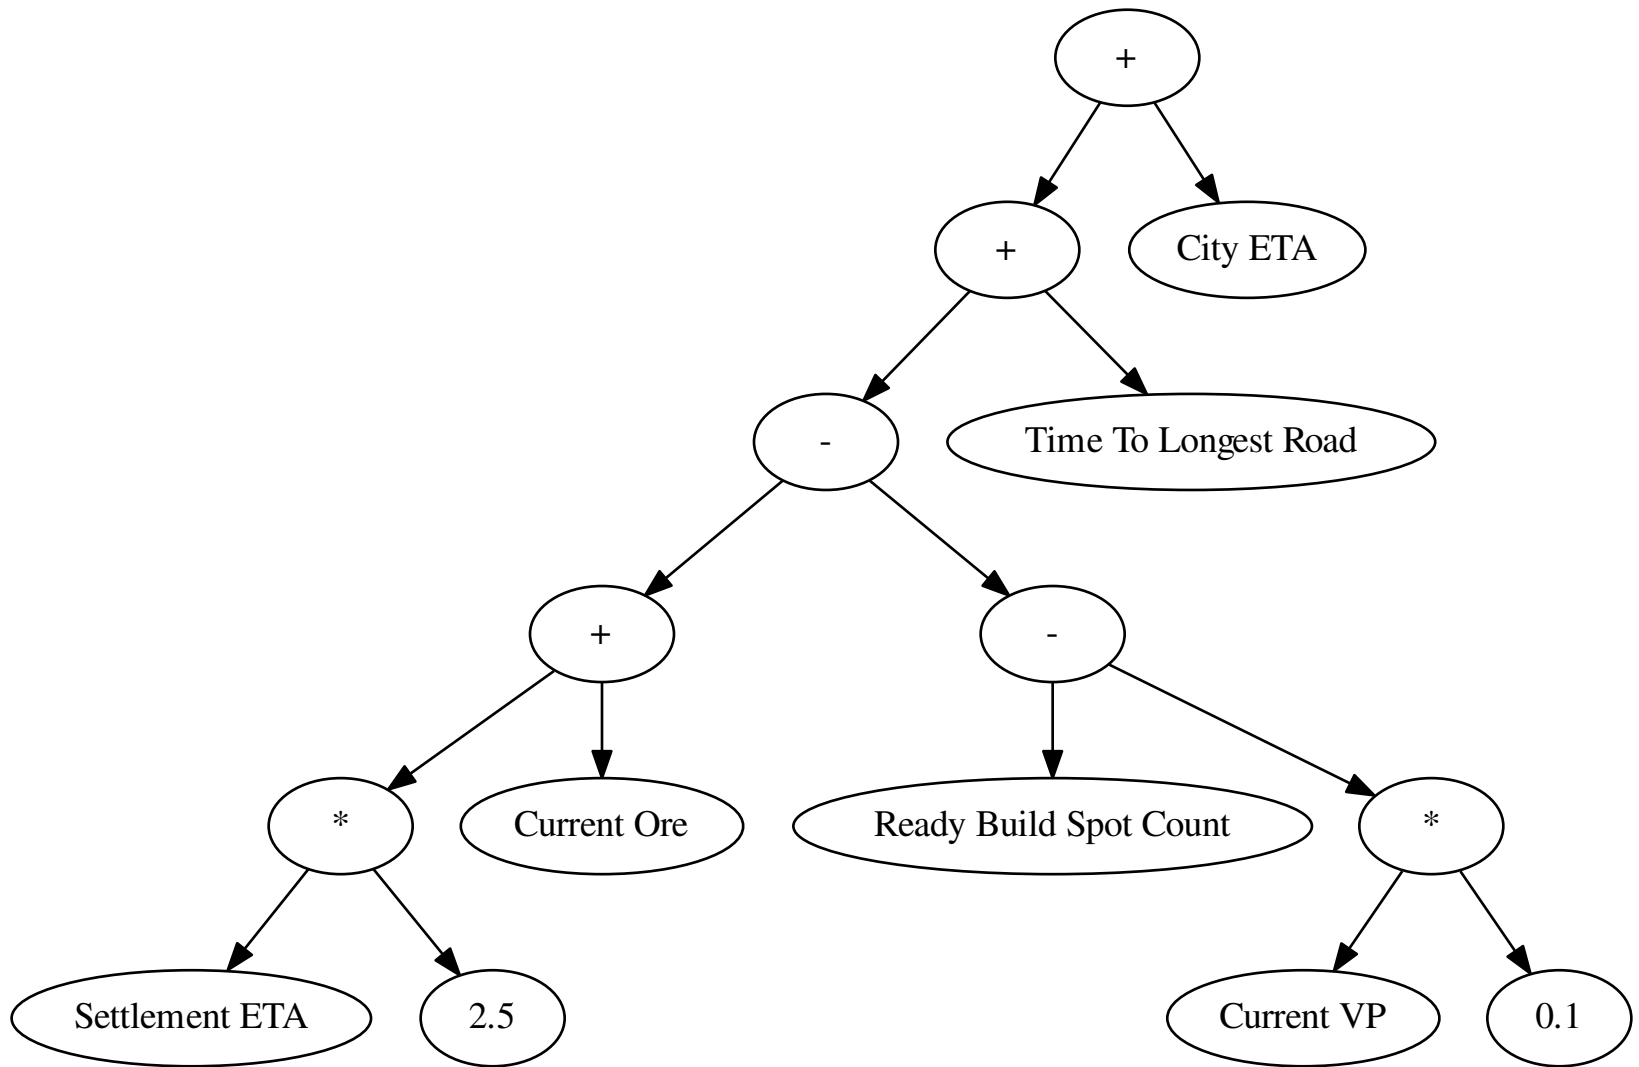 +
+
City ETA
-
Time To Longest Road
+
-
*
Current Ore
Ready Build Spot Count
*
Settlement ETA
2.5
Current VP
0.1